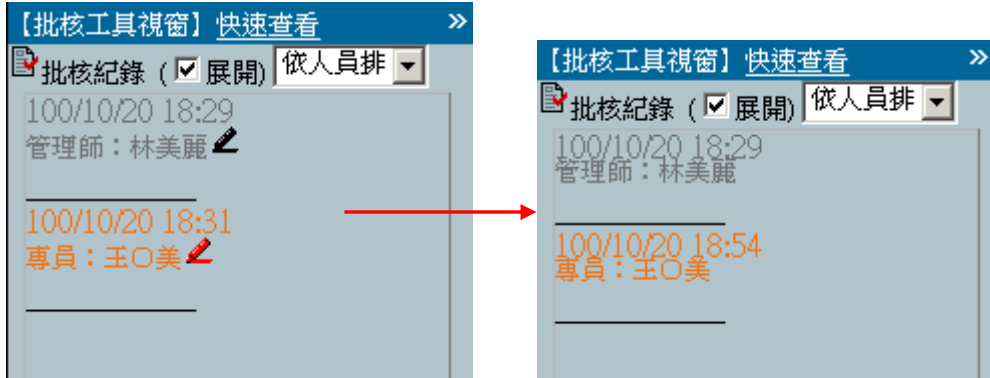 【批核工具視窗】 快速查看 »
批核紀錄 ( 展開) 依人員排
100/10/20 18:29
管理師：林美麗
100/10/20 18:31
專員：王○美
【批核工具視窗】 快速查看 »
批核紀錄 ( 展開) 依人員排
100/10/20 18:29
管理師：林美麗
100/10/20 18:54
專員：王○美